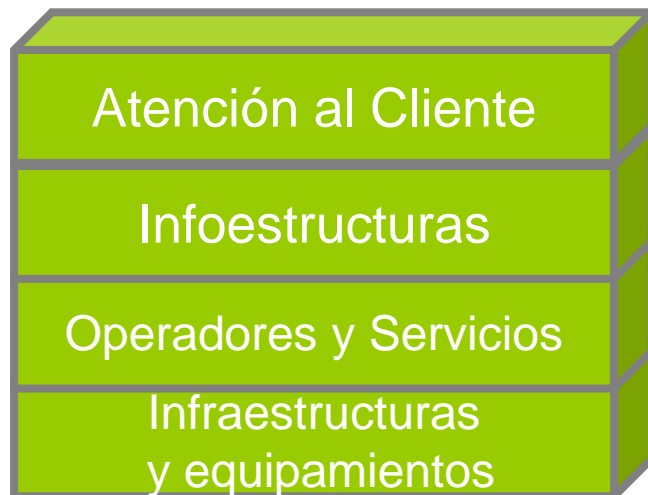 Atención al Cliente
Infoestructuras
Operadores y Servicios
Infraestructuras
y equipamientos